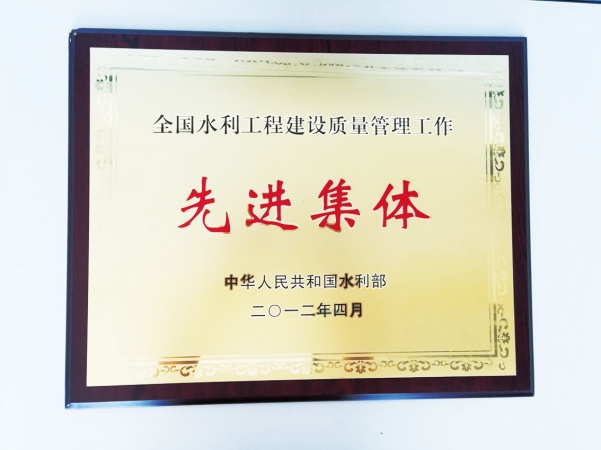 全国水利工程建设质量管理工作
先进集体
中华人民共和国水利部
二〇一二年四月